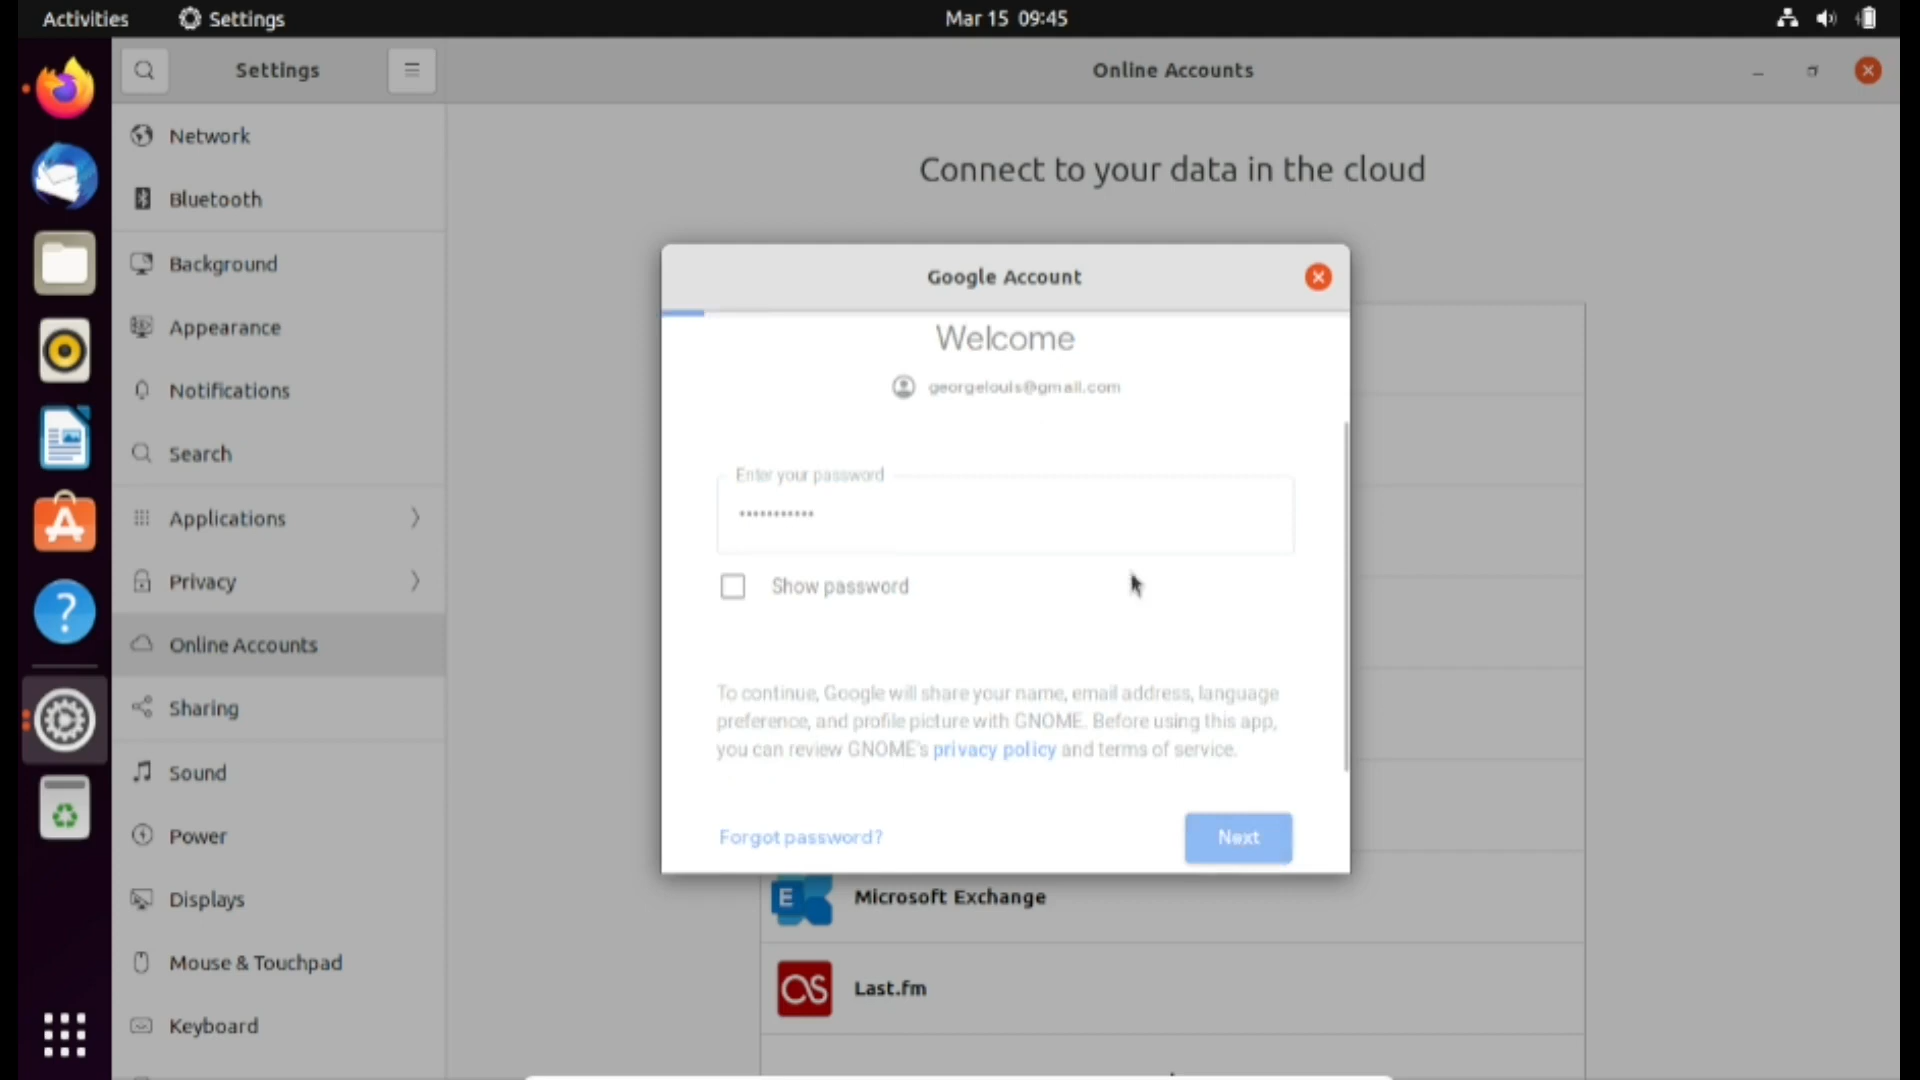 Activities
Settings
Mar 15 09:45
Settings
Online Accounts
Network
Bluetooth
Background
Appearance
Notifications
Search
Applications
Privacy
Online Accounts
Sharing
Sound
Power
Displays
Mouse & Touchpad
Keyboard
Connect to your data in the cloud
Google Account
Welcome
georgelouis@gmail.com
Enter your password
•••••••••••
Show password
To continue, Google will share your name, email address, language
preference, and profile picture with GNOME. Before using this app,
you can review GNOME's privacy policy and terms of service.
Forgot password?
Next
Microsoft Exchange
Last.fm